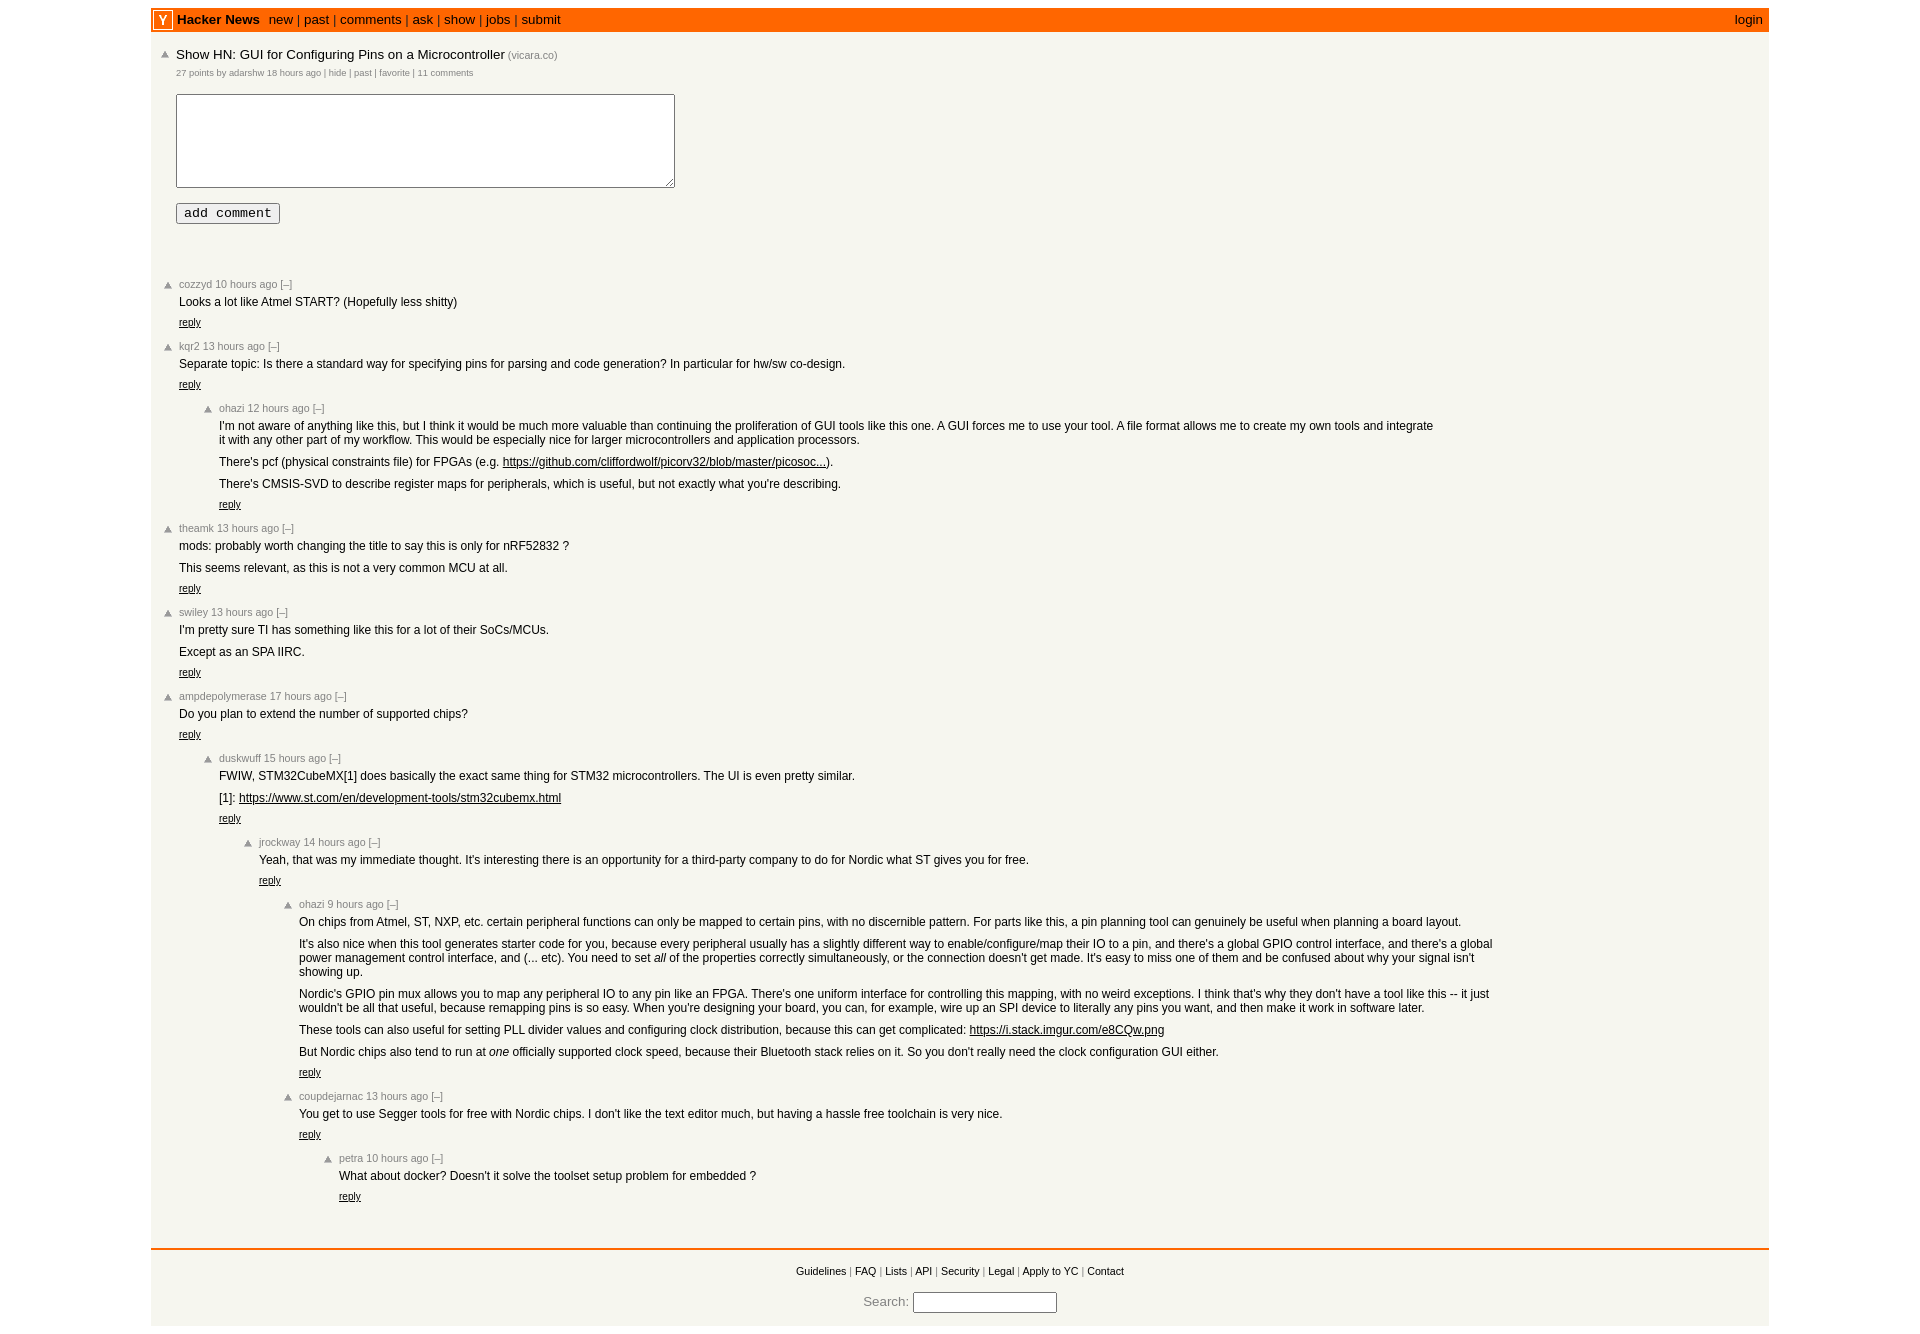 Y Hacker News new | past | comments | ask | show | jobs | submit login
Show HN: GUI for Configuring Pins on a Microcontroller (vicara.co)
27 points by adarshw 18 hours ago | hide | past | favorite | 11 comments
add comment
cozzyd 10 hours ago [–]
Looks a lot like Atmel START? (Hopefully less shitty)
reply
kqr2 13 hours ago [–]
Separate topic: Is there a standard way for specifying pins for parsing and code generation? In particular for hw/sw co-design.
reply
ohazi 12 hours ago [–]
I'm not aware of anything like this, but I think it would be much more valuable than continuing the proliferation of GUI tools like this one. A GUI forces me to use your tool. A file format allows me to create my own tools and integrate
it with any other part of my workflow. This would be especially nice for larger microcontrollers and application processors.
There's pcf (physical constraints file) for FPGAs (e.g. https://github.com/cliffordwolf/picorv32/blob/master/picosoc...).
There's CMSIS-SVD to describe register maps for peripherals, which is useful, but not exactly what you're describing.
reply
theamk 13 hours ago [–]
mods: probably worth changing the title to say this is only for nRF52832 ?
This seems relevant, as this is not a very common MCU at all.
reply
swiley 13 hours ago [–]
I'm pretty sure TI has something like this for a lot of their SoCs/MCUs.
Except as an SPA IIRC.
reply
ampdepolymerase 17 hours ago [–]
Do you plan to extend the number of supported chips?
reply
duskwuff 15 hours ago [–]
FWIW, STM32CubeMX[1] does basically the exact same thing for STM32 microcontrollers. The UI is even pretty similar.
[1]: https://www.st.com/en/development-tools/stm32cubemx.html
reply
jrockway 14 hours ago [–]
Yeah, that was my immediate thought. It's interesting there is an opportunity for a third-party company to do for Nordic what ST gives you for free.
reply
ohazi 9 hours ago [–]
On chips from Atmel, ST, NXP, etc. certain peripheral functions can only be mapped to certain pins, with no discernible pattern. For parts like this, a pin planning tool can genuinely be useful when planning a board layout.
It's also nice when this tool generates starter code for you, because every peripheral usually has a slightly different way to enable/configure/map their IO to a pin, and there's a global GPIO control interface, and there's a global
power management control interface, and (... etc). You need to set all of the properties correctly simultaneously, or the connection doesn't get made. It's easy to miss one of them and be confused about why your signal isn't
showing up.
Nordic's GPIO pin mux allows you to map any peripheral IO to any pin like an FPGA. There's one uniform interface for controlling this mapping, with no weird exceptions. I think that's why they don't have a tool like this -- it just
wouldn't be all that useful, because remapping pins is so easy. When you're designing your board, you can, for example, wire up an SPI device to literally any pins you want, and then make it work in software later.
These tools can also useful for setting PLL divider values and configuring clock distribution, because this can get complicated: https://i.stack.imgur.com/e8CQw.png
But Nordic chips also tend to run at one officially supported clock speed, because their Bluetooth stack relies on it. So you don't really need the clock configuration GUI either.
reply
coupdejarnac 13 hours ago [–]
You get to use Segger tools for free with Nordic chips. I don't like the text editor much, but having a hassle free toolchain is very nice.
reply
petra 10 hours ago [–]
What about docker? Doesn't it solve the toolset setup problem for embedded ?
reply
Guidelines | FAQ | Lists | API | Security | Legal | Apply to YC | Contact
Search: